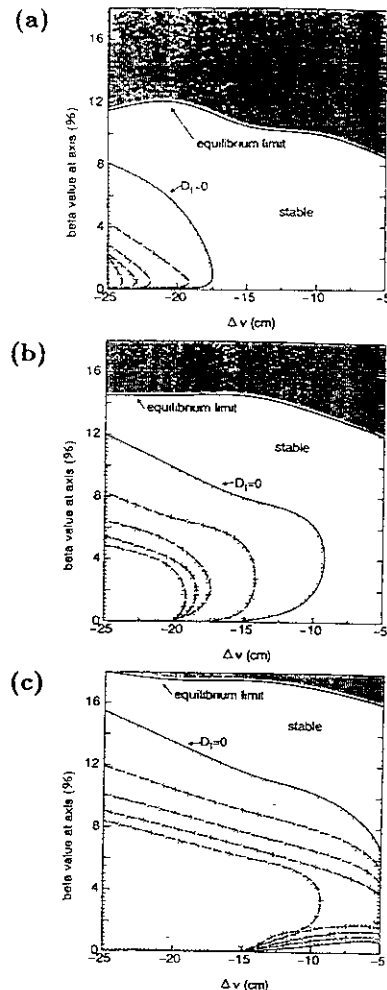 (a)
16
12
8
4
0
beta value at axis (%)
equilibrium limit
D_I=0
stable
-25
-20
-15
-10
-5
Δv (cm)
(b)
16
12
8
4
0
beta value at axis (%)
equilibrium limit
stable
D_I=0
-25
-20
-15
-10
-5
Δv (cm)
(c)
16
12
8
4
0
beta value at axis (%)
equilibrium limit
stable
D_I=0
-25
-20
-15
-10
-5
Δv (cm)